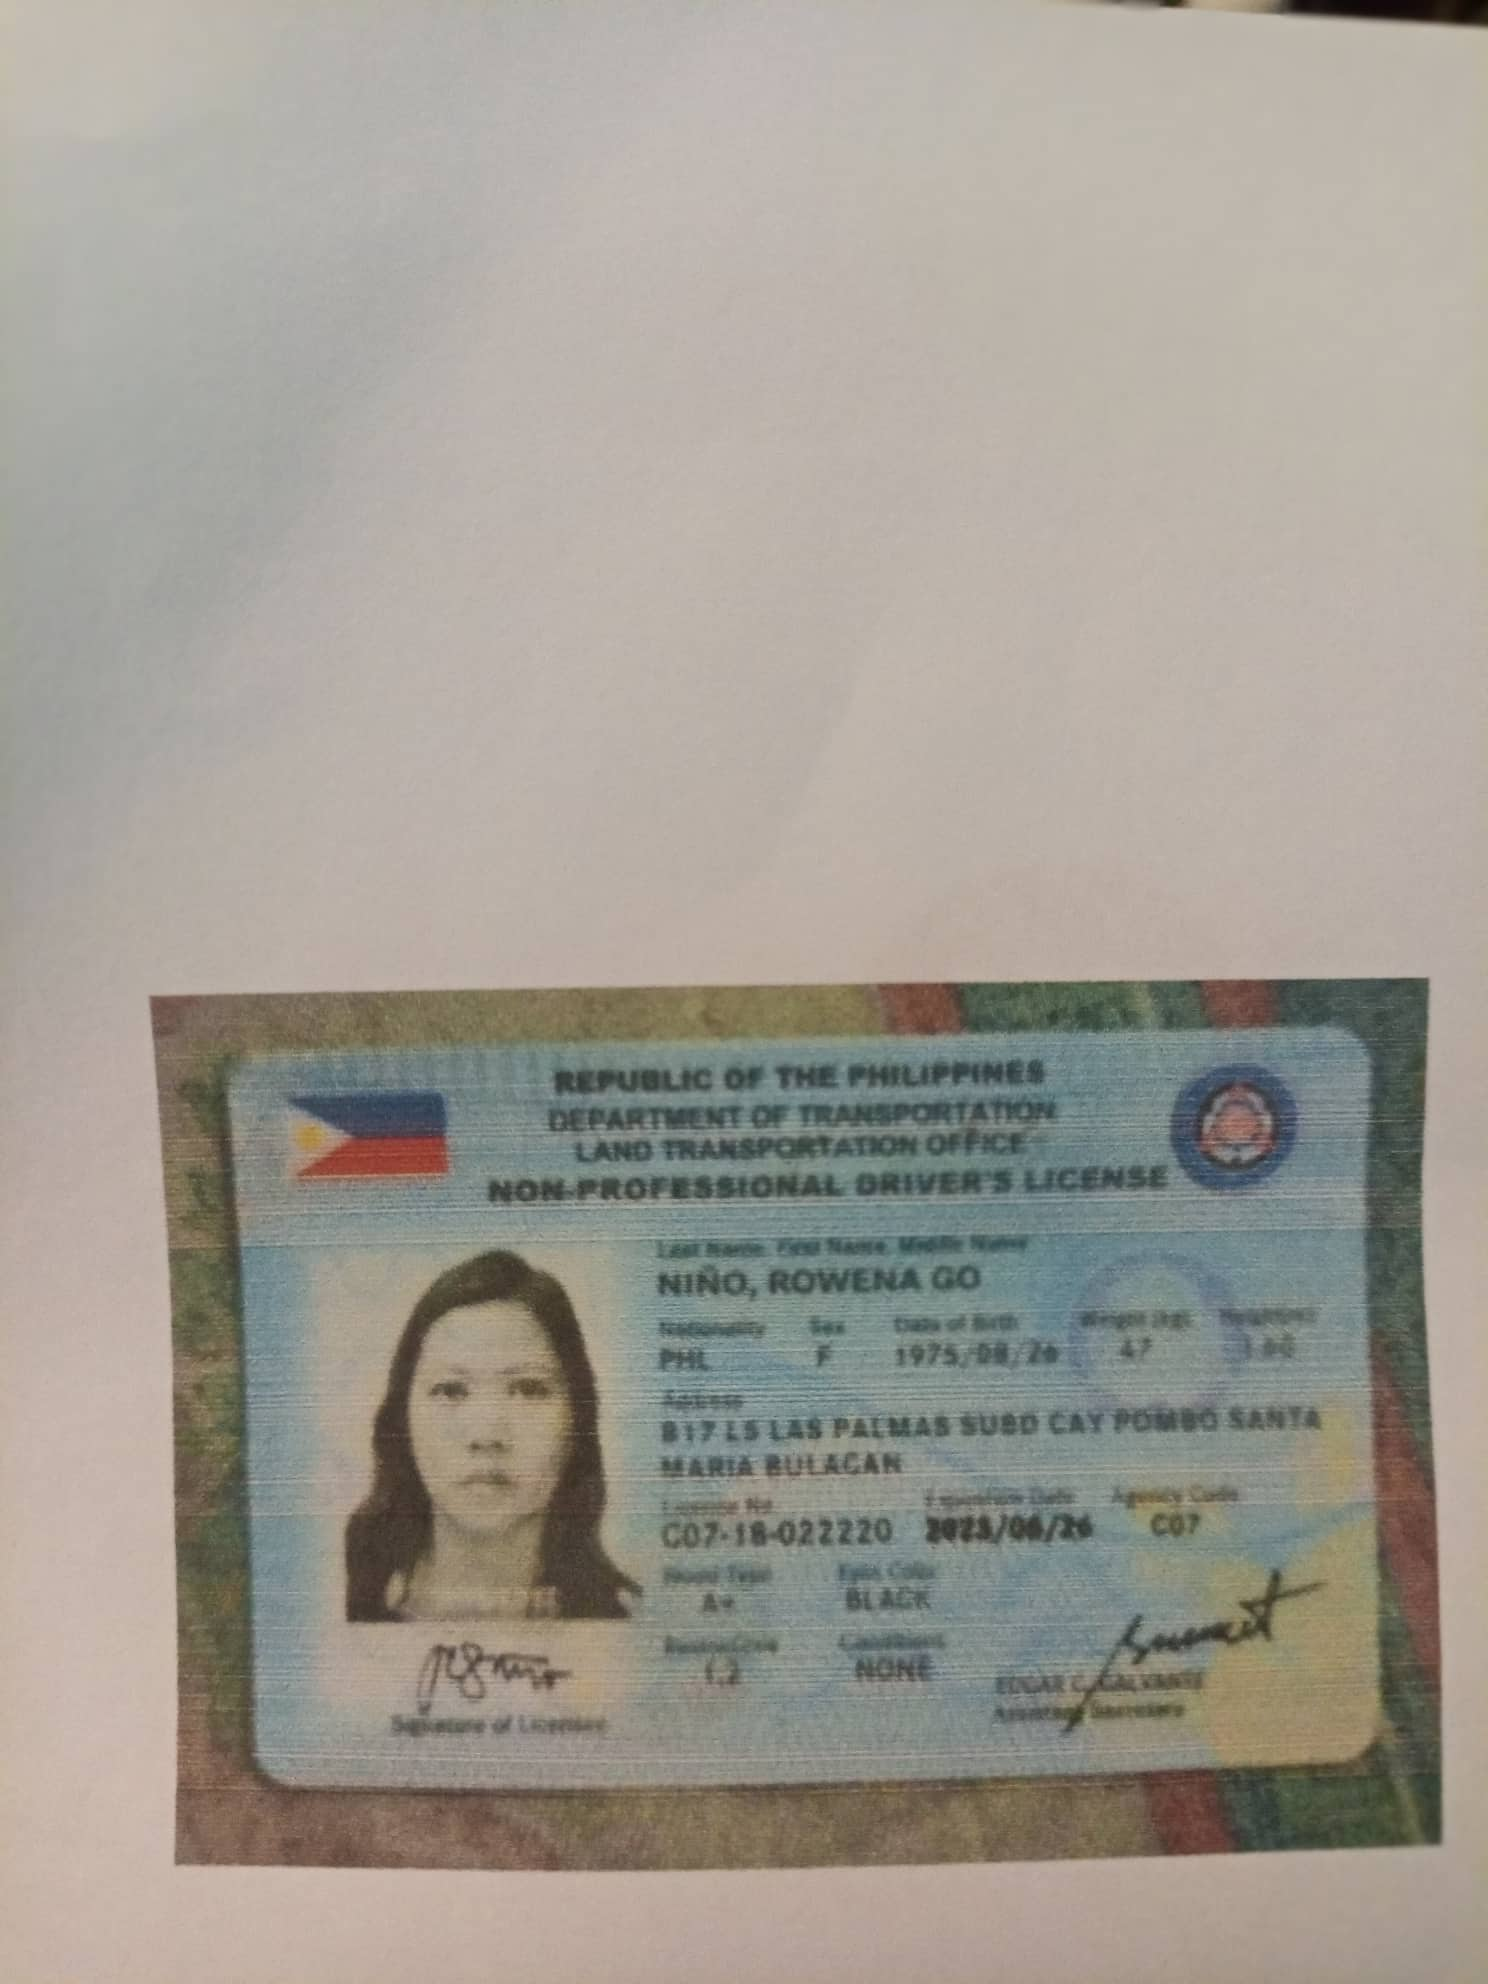 REPUBLIC OF THE PHILIPPINES
DEPARTMENT OF TRANSPORTATION
LAND TRANSPORTATION OFFICE
NON-PROFESSIONAL DRIVER'S LICENSE
Last Name, First Name, Middle Name
NIÑO, ROWENA GO
Nationality Sex Date of Birth Weight (kg)
PHL F 1975/08/26 47
Address
B17 L5 LAS PALMAS SUBD CAY POMBO SANTA
MARIA BULACAN
License No. Expiration Date Agency Code
C07-18-022220 2023/08/26 C07
Blood Type Eyes Color
A+ BLACK
Restrictions Conditions
1,2 NONE
EDGAR C. GALVANTE
Assistant Secretary
Signature of Licensee